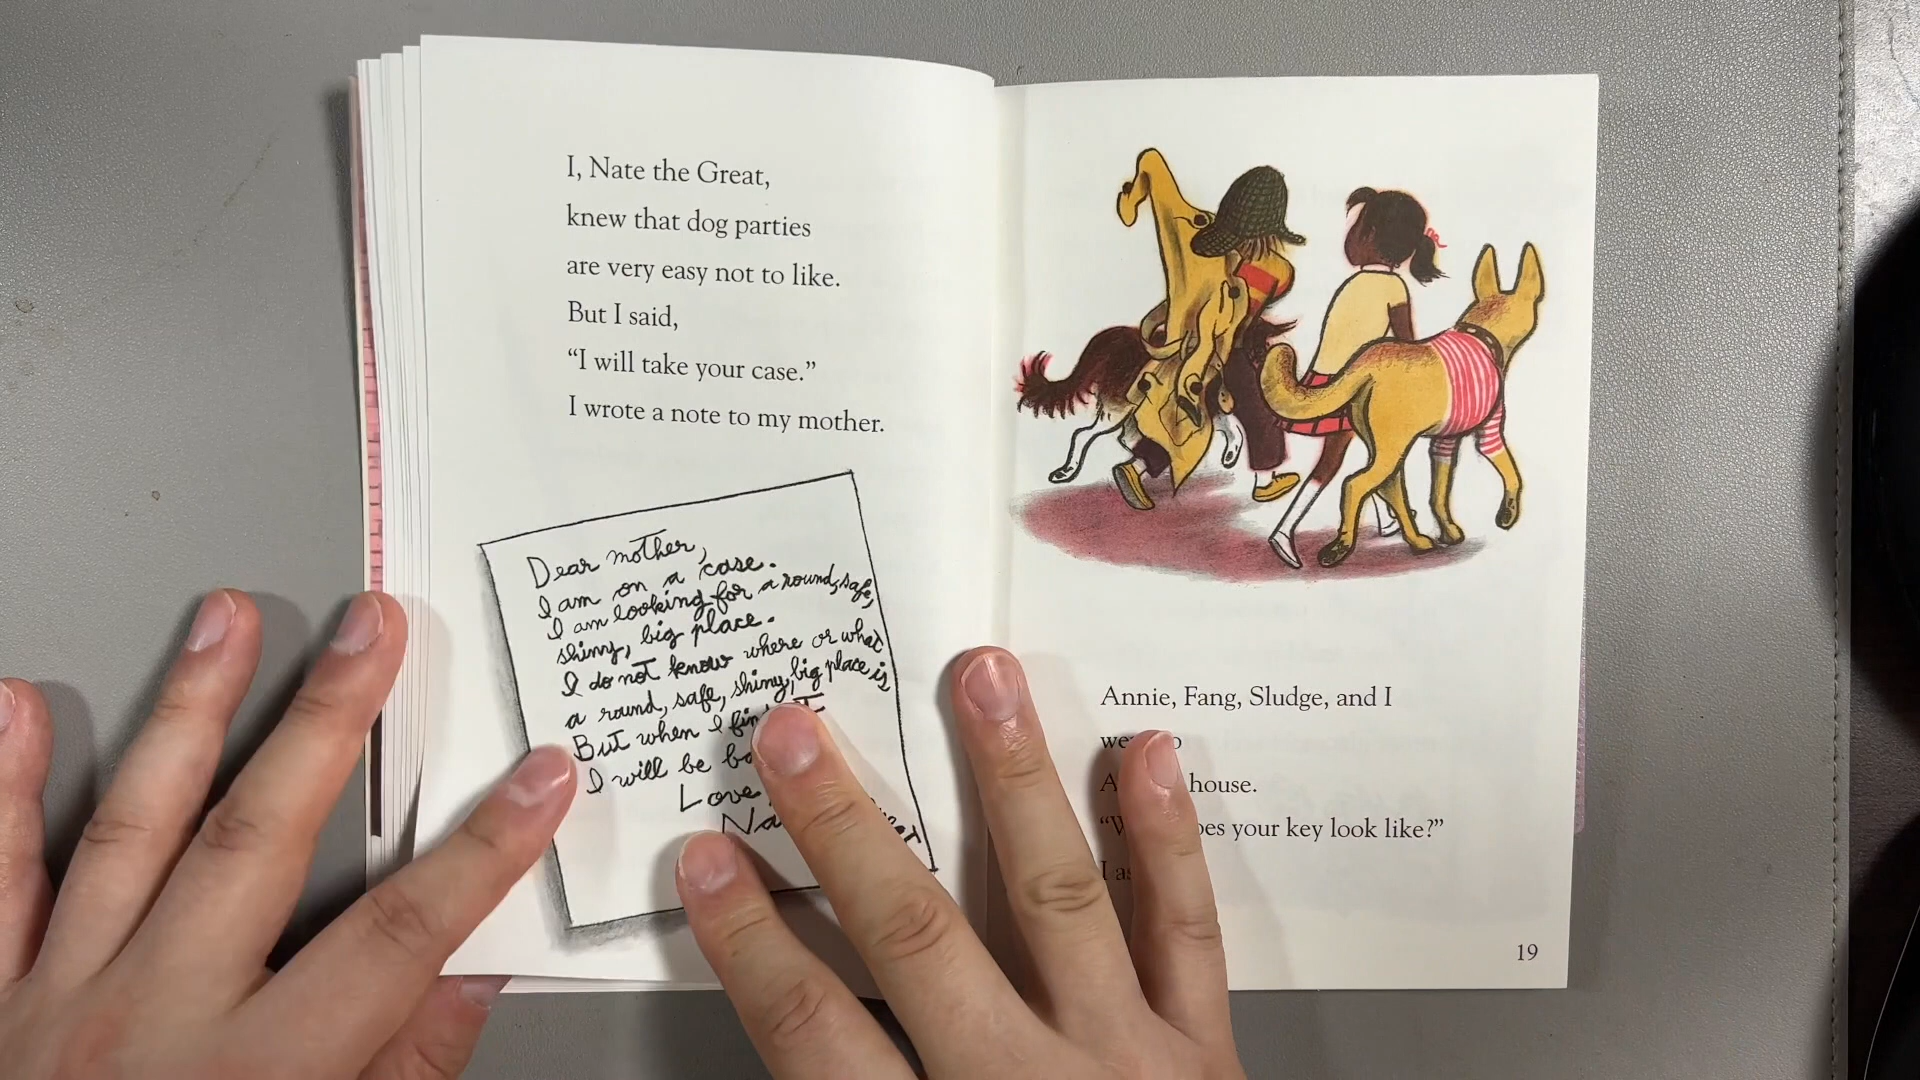 I, Nate the Great,
knew that dog parties
are very easy not to like.
But I said,
“I will take your case.”
I wrote a note to my mother.
Dear mother,
I am on a case.
I am looking for a round, safe,
shiny, big place.
I do not know where or what
a round, safe, shiny, big place is
But when I
I will be
Love
Annie, Fang, Sludge, and I
house.
your key look like?”
I
19